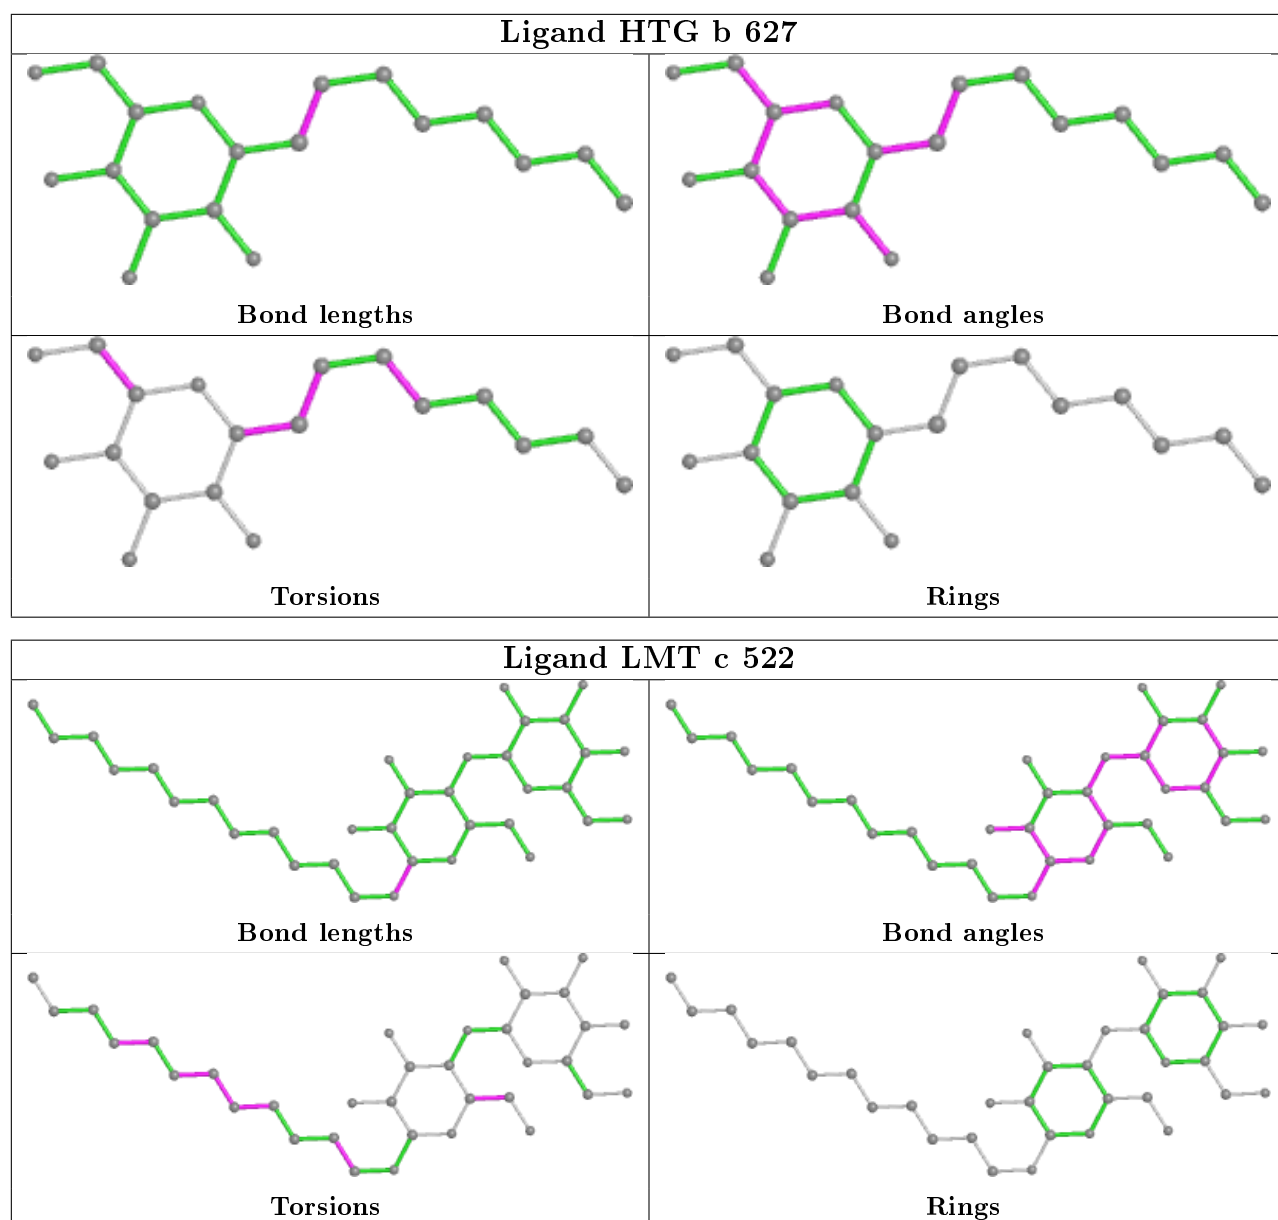 Ligand HTG b 627
Bond lengths
Bond angles
Torsions
Rings
Ligand LMT c 522
Bond lengths
Bond angles
Torsions
Rings